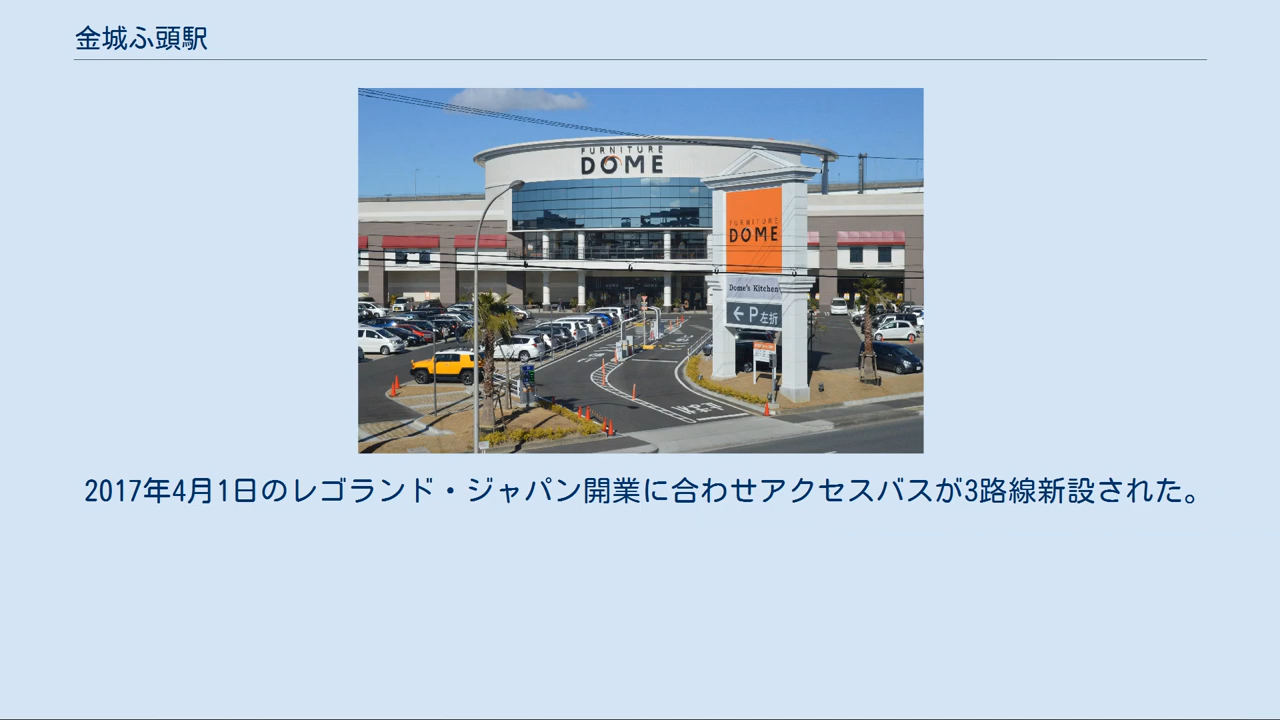 金城ふ頭駅
FURNITURE
DOME
FURNITURE
DOME
Dome's Kitchen
←P左折
2017年4月1日のレゴランド・ジャパン開業に合わせアクセスバスが3路線新設された。